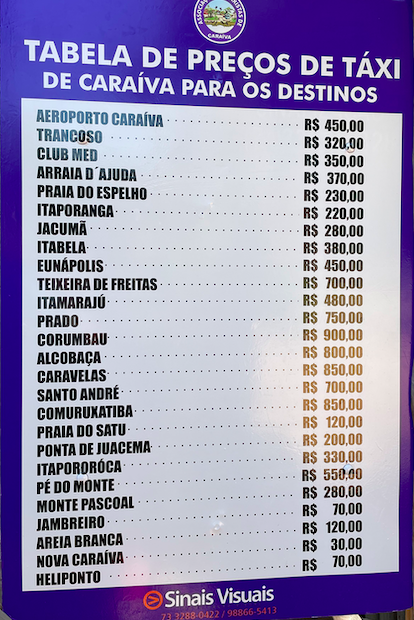 CARAÍVA
TABELA DE PREÇOS DE TÁXI
DE CARAÍVA PARA OS DESTINOS
AEROPORTO CARAÍVA R$ 450,00
TRANCOSO R$ 320,00
CLUB MED R$ 350,00
ARRAIA D´AJUDA R$ 370,00
PRAIA DO ESPELHO R$ 230,00
ITAPORANGA R$ 220,00
JACUMÃ R$ 280,00
ITABELA R$ 380,00
EUNÁPOLIS R$ 450,00
TEIXEIRA DE FREITAS R$ 700,00
ITAMARAJÚ R$ 480,00
PRADO R$ 750,00
CORUMBAU R$ 900,00
ALCOBAÇA R$ 800,00
CARAVELAS R$ 850,00
SANTO ANDRÉ R$ 700,00
COMURUXATIBA R$ 850,00
PRAIA DO SATU R$ 120,00
PONTA DE JUACEMA R$ 200,00
ITAPORORÓCA R$ 330,00
PÉ DO MONTE R$ 550,00
MONTE PASCOAL R$ 280,00
JAMBREIRO R$ 70,00
AREIA BRANCA R$ 120,00
NOVA CARAÍVA R$ 30,00
HELIPONTO R$ 70,00
Sinais Visuais
73 3288-0422 / 98866-5413